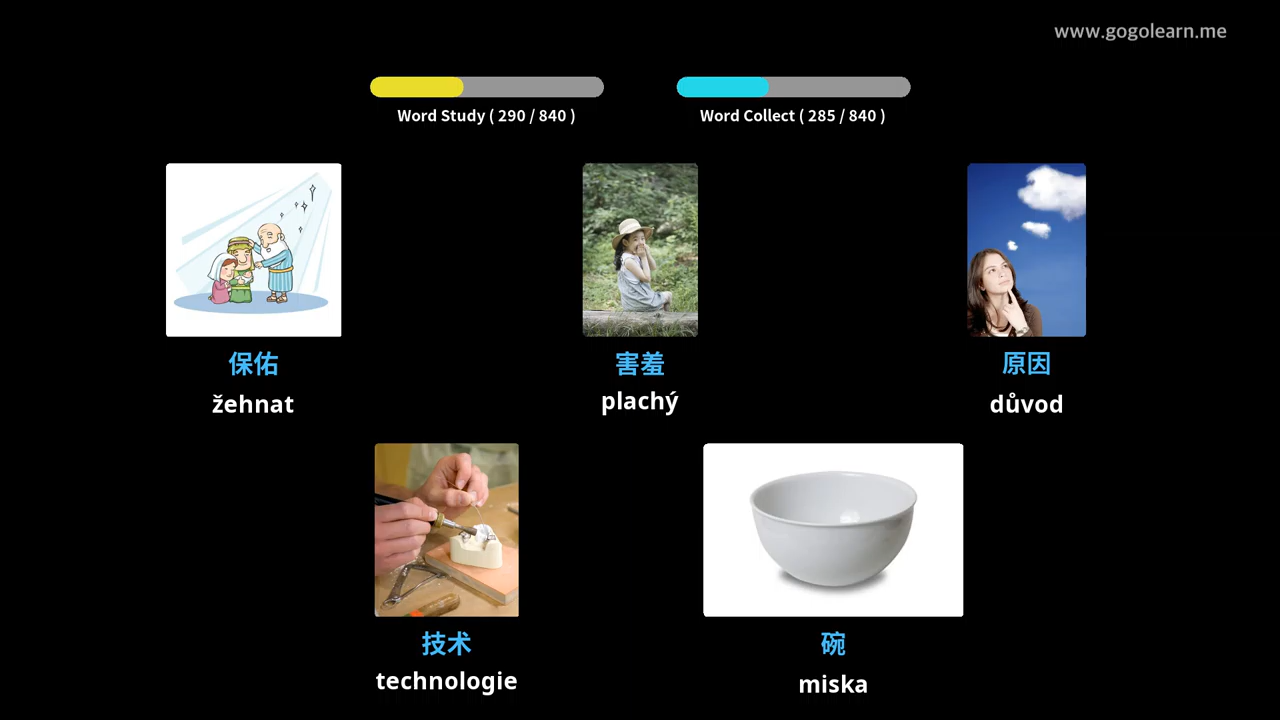 www.gogolearn.me
Word Study ( 290 / 840 )
Word Collect ( 285 / 840 )
保佑
žehnat
害羞
plachý
原因
důvod
技术
technologie
碗
miska